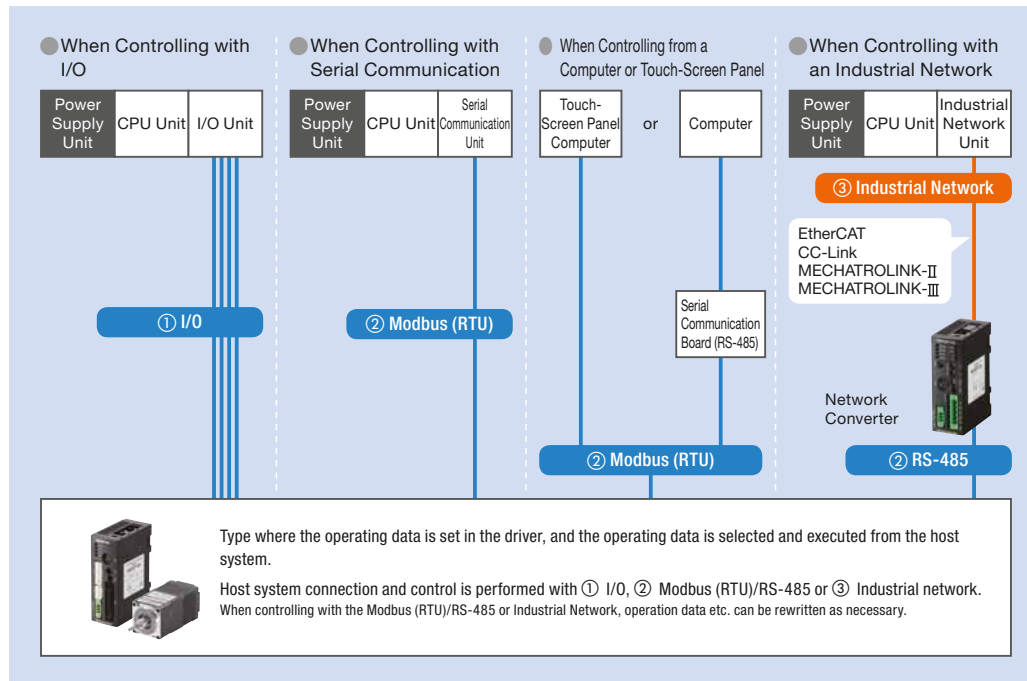 When Controlling with
I/O
Power
Supply
Unit
CPU Unit
I/O Unit
① I/O
When Controlling with
Serial Communication
Power
Supply
Unit
CPU Unit
Serial
Communication
Unit
② Modbus (RTU)
When Controlling from a
Computer or Touch-Screen Panel
Touch-
Screen Panel
Computer
or
Computer
Serial
Communication
Board (RS-485)
② Modbus (RTU)
When Controlling with
an Industrial Network
Power
Supply
Unit
CPU Unit
Industrial
Network
Unit
③ Industrial Network
EtherCAT
CC-Link
MECHATROLINK-Ⅱ
MECHATROLINK-Ⅲ
Network
Converter
② RS-485
Type where the operating data is set in the driver, and the operating data is selected and executed from the host
system.
Host system connection and control is performed with ① I/O, ② Modbus (RTU)/RS-485 or ③ Industrial network.
When controlling with the Modbus (RTU)/RS-485 or Industrial Network, operation data etc. can be rewritten as necessary.